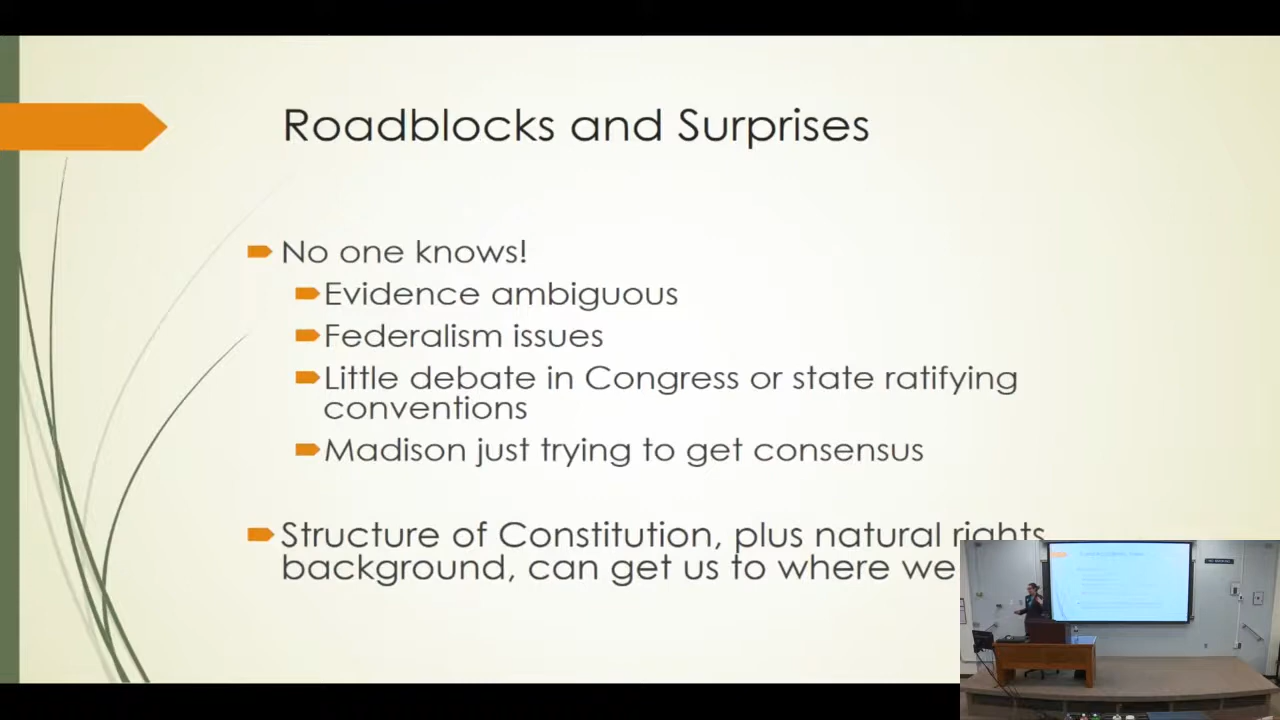 Roadblocks and Surprises
No one knows!
Evidence ambiguous
Federalism issues
Little debate in Congress or state ratifying
conventions
Madison just trying to get consensus
Structure of Constitution, plus natural rights
background, can get us to where we